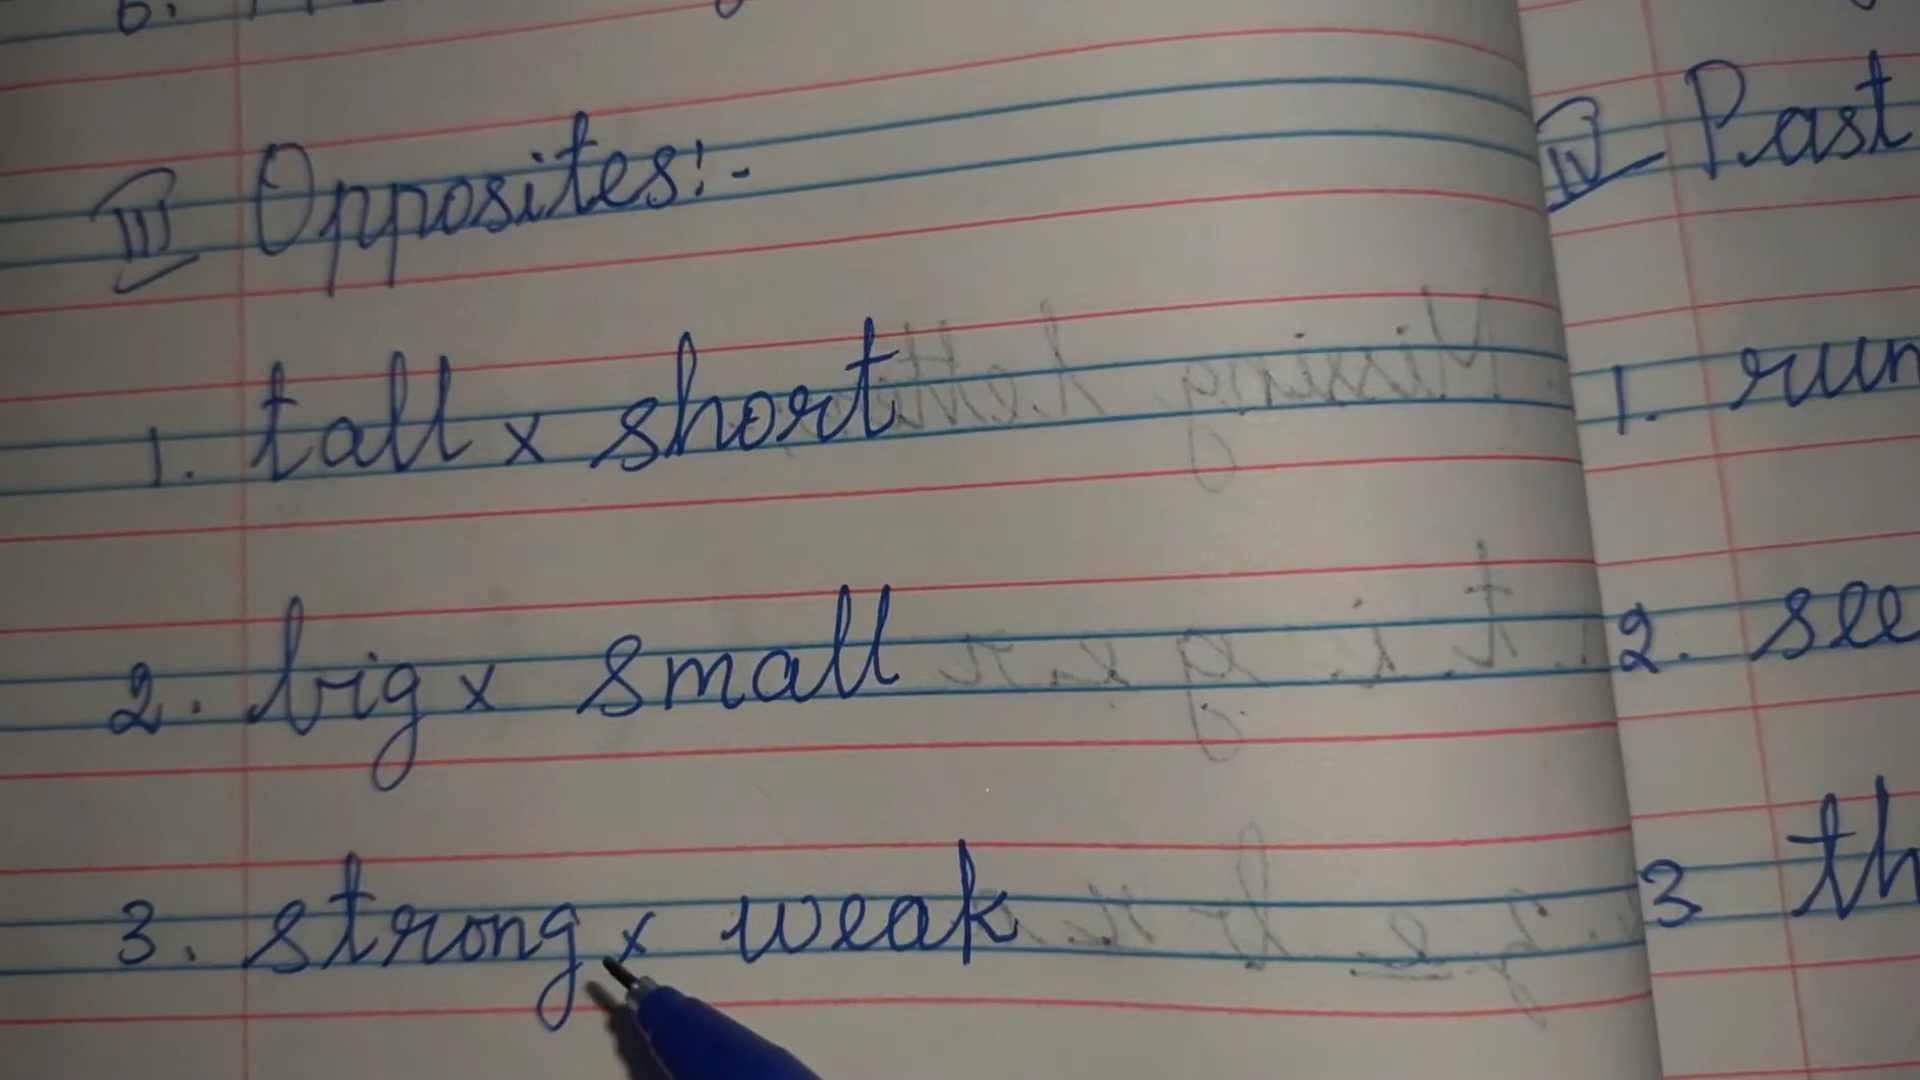 6.
III Opposites:-
1. tall x short
2. big x small
3. strong x weak
IV Past
1. run
2. see
3 th